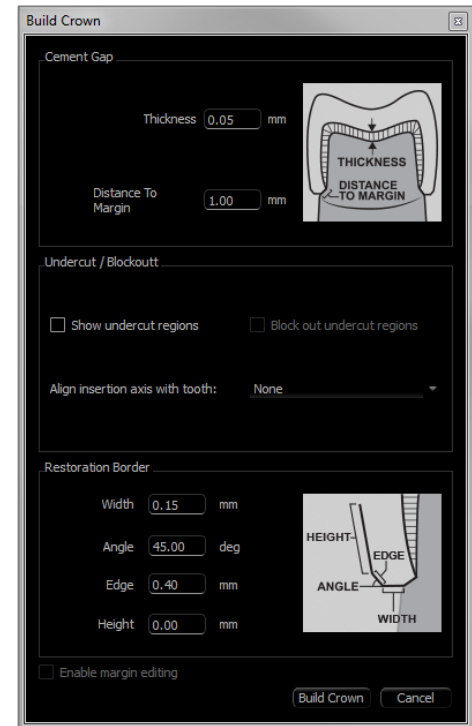 Build Crown
Cement Gap
Thickness 0.05 mm
Distance To
Margin 1.00 mm
THICKNESS
DISTANCE
TO MARGIN
Undercut / Blockoutt
Show undercut regions Block out undercut regions
Align insertion axis with tooth: None
Restoration Border
Width 0.15 mm
Angle 45.00 deg
Edge 0.40 mm
Height 0.00 mm
HEIGHT
EDGE
ANGLE
WIDTH
Enable margin editing
Build Crown Cancel